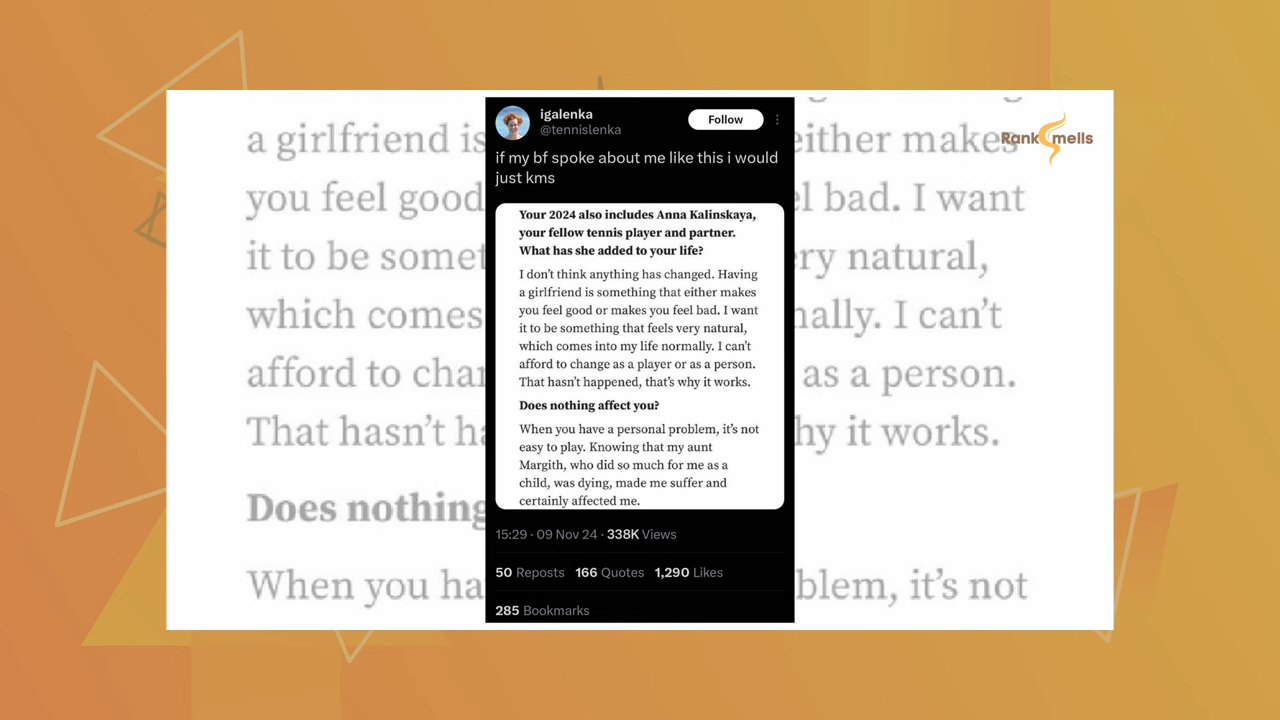 a girlfriend is
either makes
RankSmells
you feel good
el bad. I want
it to be somet
ry natural,
which comes
nally. I can't
afford to char
as a person.
That hasn't ha
hy it works.
Does nothing
When you ha
blem, it's not
igalenka
@tennislenka
Follow
if my bf spoke about me like this i would
just kms
Your 2024 also includes Anna Kalinskaya,
your fellow tennis player and partner.
What has she added to your life?
I don't think anything has changed. Having
a girlfriend is something that either makes
you feel good or makes you feel bad. I want
it to be something that feels very natural,
which comes into my life normally. I can't
afford to change as a player or as a person.
That hasn't happened, that's why it works.
Does nothing affect you?
When you have a personal problem, it's not
easy to play. Knowing that my aunt
Margith, who did so much for me as a
child, was dying, made me suffer and
certainly affected me.
15:29 · 09 Nov 24 · 338K Views
50 Reposts 166 Quotes 1,290 Likes
285 Bookmarks